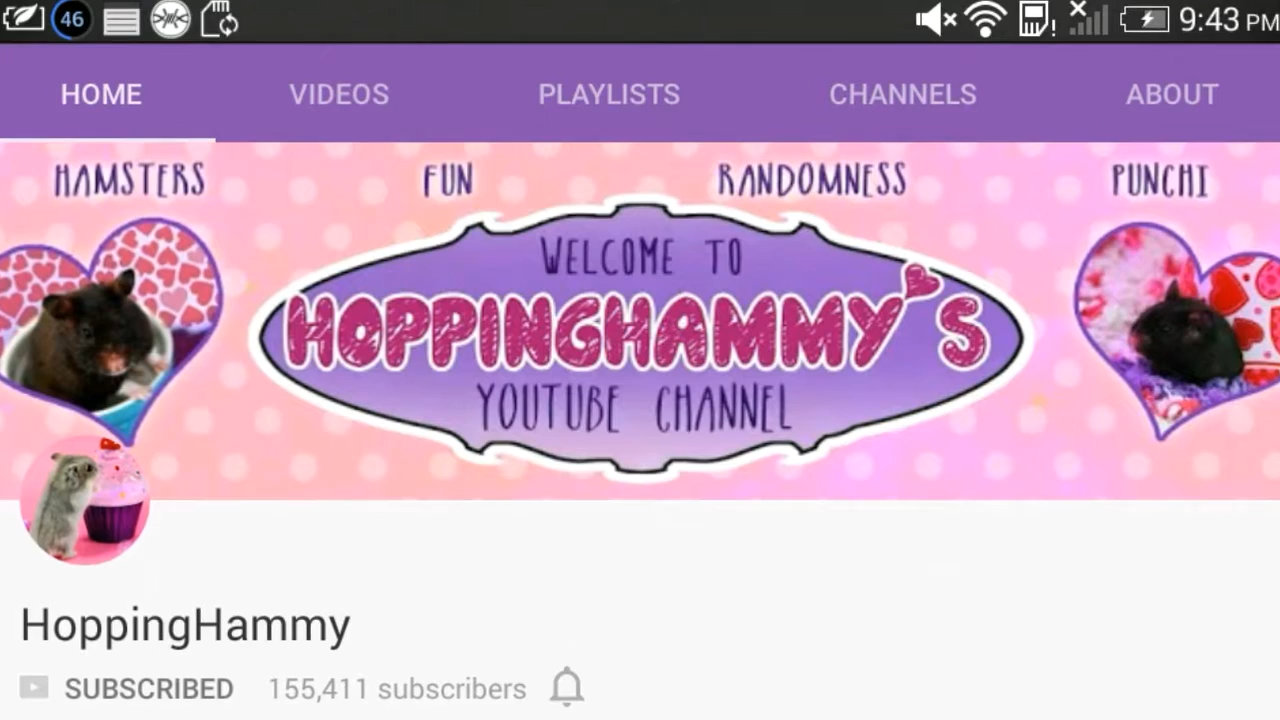 46
9:43 PM
HOME VIDEOS PLAYLISTS CHANNELS ABOUT
HAMSTERS FUN RANDOMNESS PUNCHI
WELCOME TO
HOPPINGHAMMY'S
YOUTUBE CHANNEL
HoppingHammy
SUBSCRIBED 155,411 subscribers